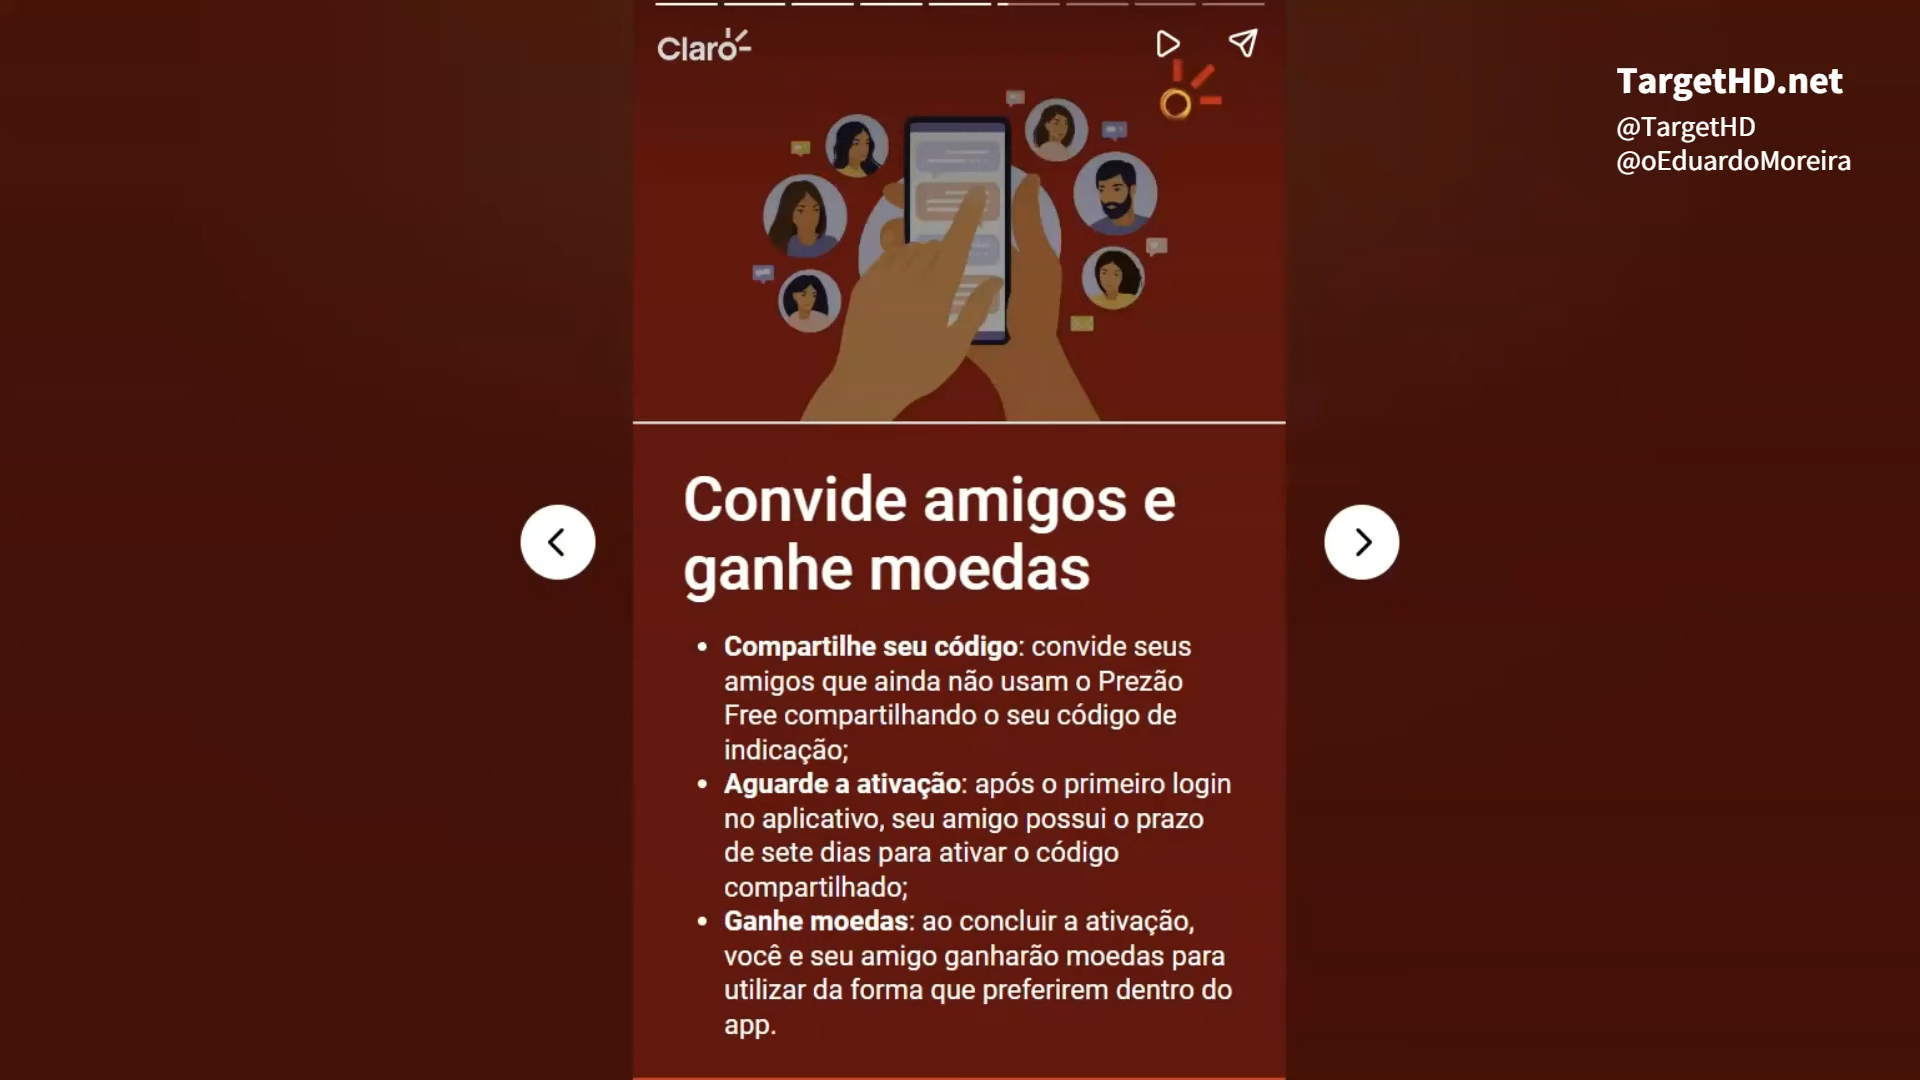 Claro
TargetHD.net
@TargetHD
@oEduardoMoreira
Convide amigos e
ganhe moedas
• Compartilhe seu código: convide seus
amigos que ainda não usam o Prezão
Free compartilhando o seu código de
indicação;
• Aguarde a ativação: após o primeiro login
no aplicativo, seu amigo possui o prazo
de sete dias para ativar o código
compartilhado;
• Ganhe moedas: ao concluir a ativação,
você e seu amigo ganharão moedas para
utilizar da forma que preferirem dentro do
app.